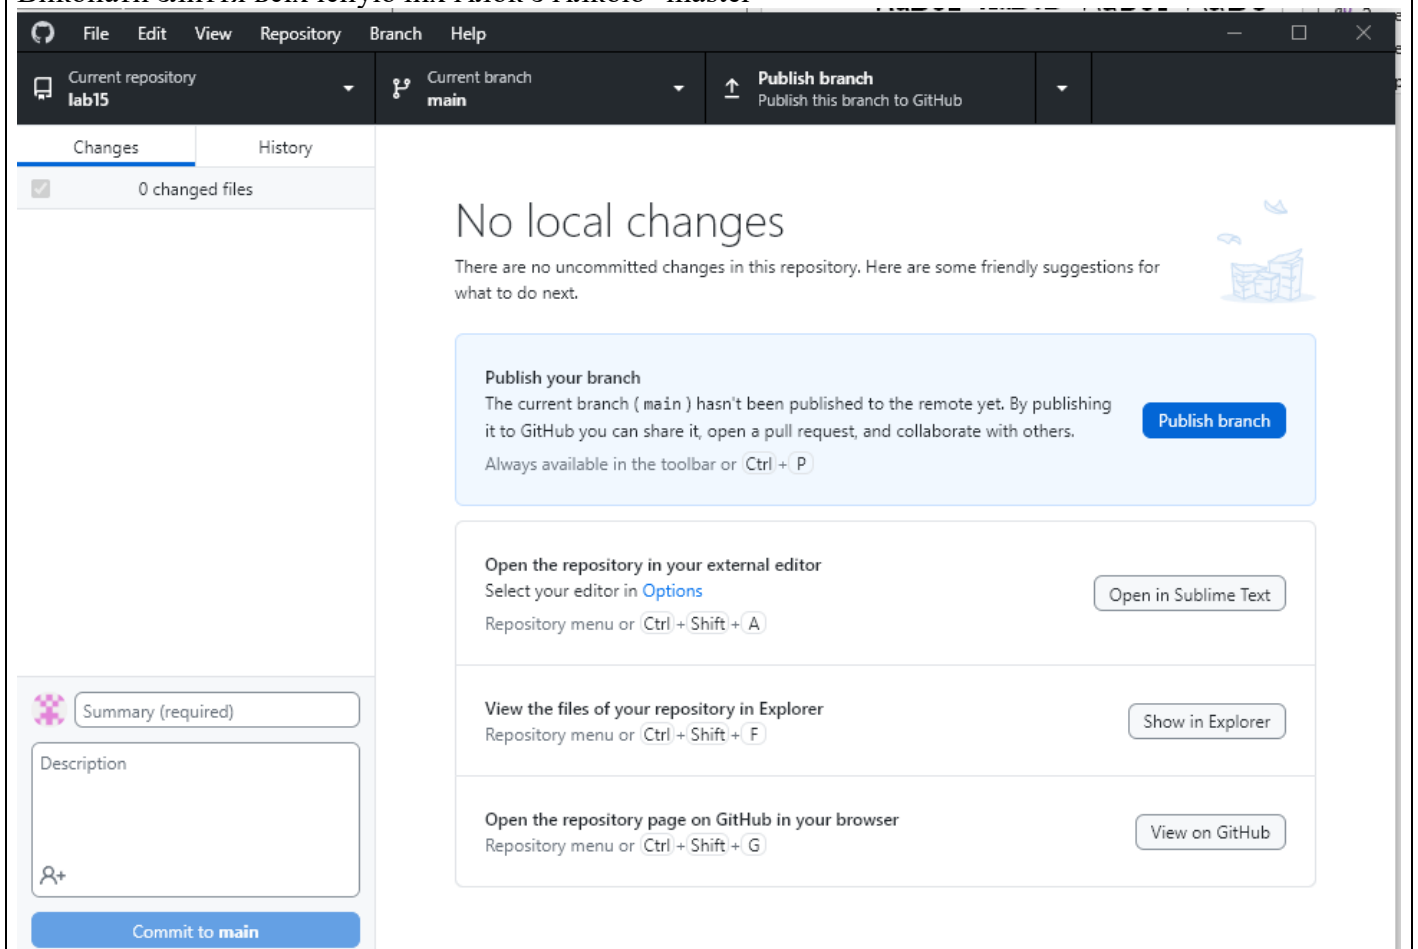 File Edit View Repository Branch Help
Current repository
lab15
Current branch
main
Publish branch
Publish this branch to GitHub
Changes History
0 changed files
No local changes
There are no uncommitted changes in this repository. Here are some friendly suggestions for
what to do next.
Publish your branch
The current branch ( main ) hasn't been published to the remote yet. By publishing
it to GitHub you can share it, open a pull request, and collaborate with others.
Always available in the toolbar or Ctrl + P
Publish branch
Open the repository in your external editor
Select your editor in Options
Repository menu or Ctrl + Shift + A
Open in Sublime Text
View the files of your repository in Explorer
Repository menu or Ctrl + Shift + F
Show in Explorer
Open the repository page on GitHub in your browser
Repository menu or Ctrl + Shift + G
View on GitHub
Summary (required)
Description
Commit to main